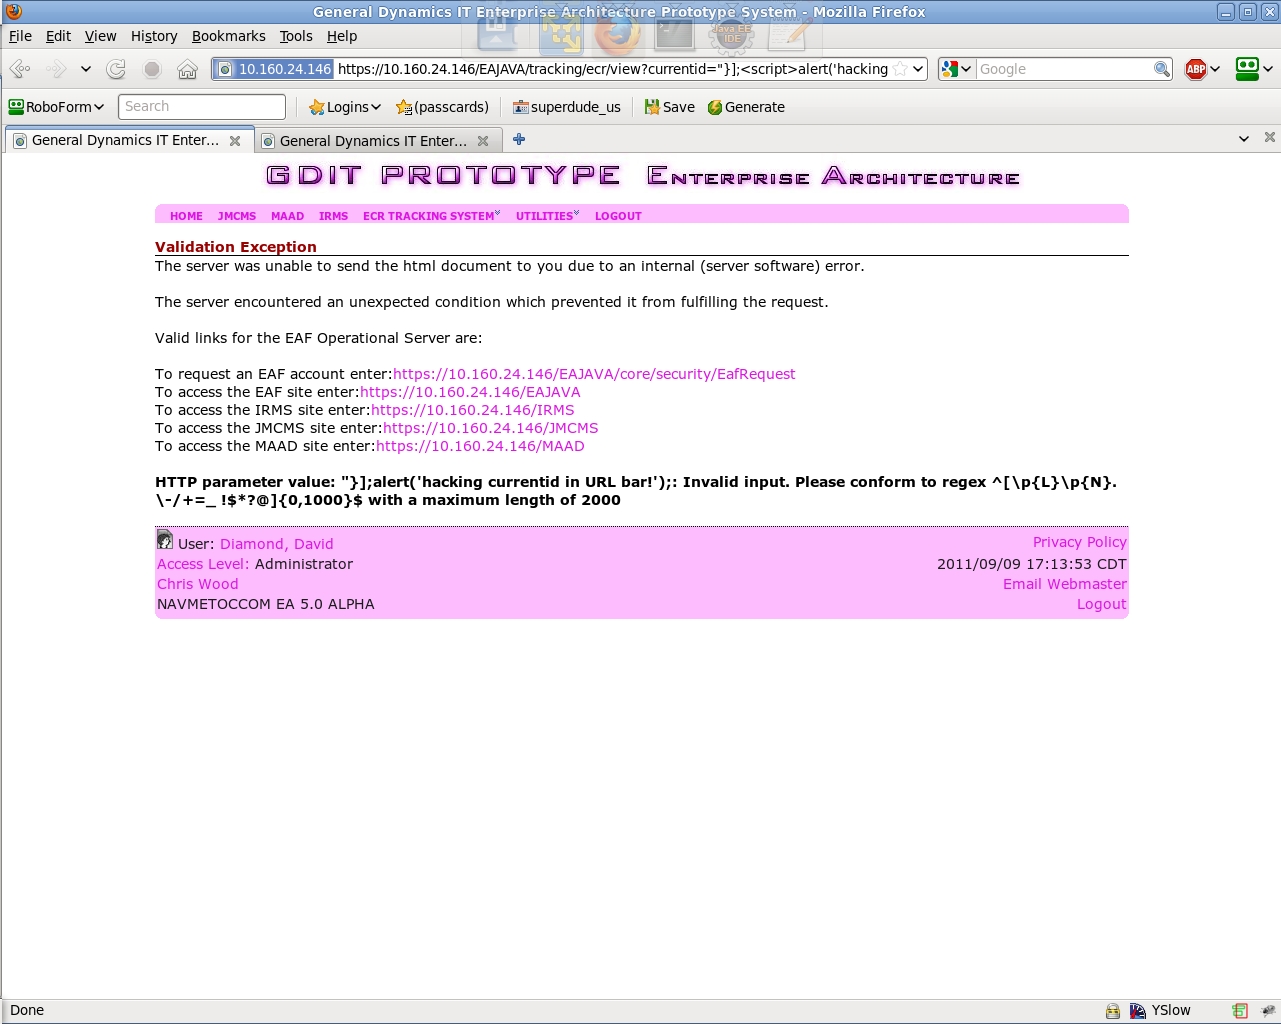 General Dynamics IT Enterprise Architecture Prototype System - Mozilla Firefox
File Edit View History Bookmarks Tools Help
10.160.24.146 https://10.160.24.146/EAJAVA/tracking/ecr/view?currentid="}];<script>alert('hacking Google ABP
RoboForm Search Logins (passcards) superdude_us Save Generate
General Dynamics IT Enter... General Dynamics IT Enter...
GDIT PROTOTYPE Enterprise Architecture
HOME JMCMS MAAD IRMS ECR TRACKING SYSTEM UTILITIES LOGOUT
Validation Exception
The server was unable to send the html document to you due to an internal (server software) error.
The server encountered an unexpected condition which prevented it from fulfilling the request.
Valid links for the EAF Operational Server are:
To request an EAF account enter:https://10.160.24.146/EAJAVA/core/security/EafRequest
To access the EAF site enter:https://10.160.24.146/EAJAVA
To access the IRMS site enter:https://10.160.24.146/IRMS
To access the JMCMS site enter:https://10.160.24.146/JMCMS
To access the MAAD site enter:https://10.160.24.146/MAAD
HTTP parameter value: "}];alert('hacking currentid in URL bar!');: Invalid input. Please conform to regex ^[\p{L}\p{N}.
\-/+=_ !$*?@]{0,1000}$ with a maximum length of 2000
User: Diamond, David Privacy Policy
Access Level: Administrator 2011/09/09 17:13:53 CDT
Chris Wood Email Webmaster
NAVMETOCCOM EA 5.0 ALPHA Logout
Done YSlow